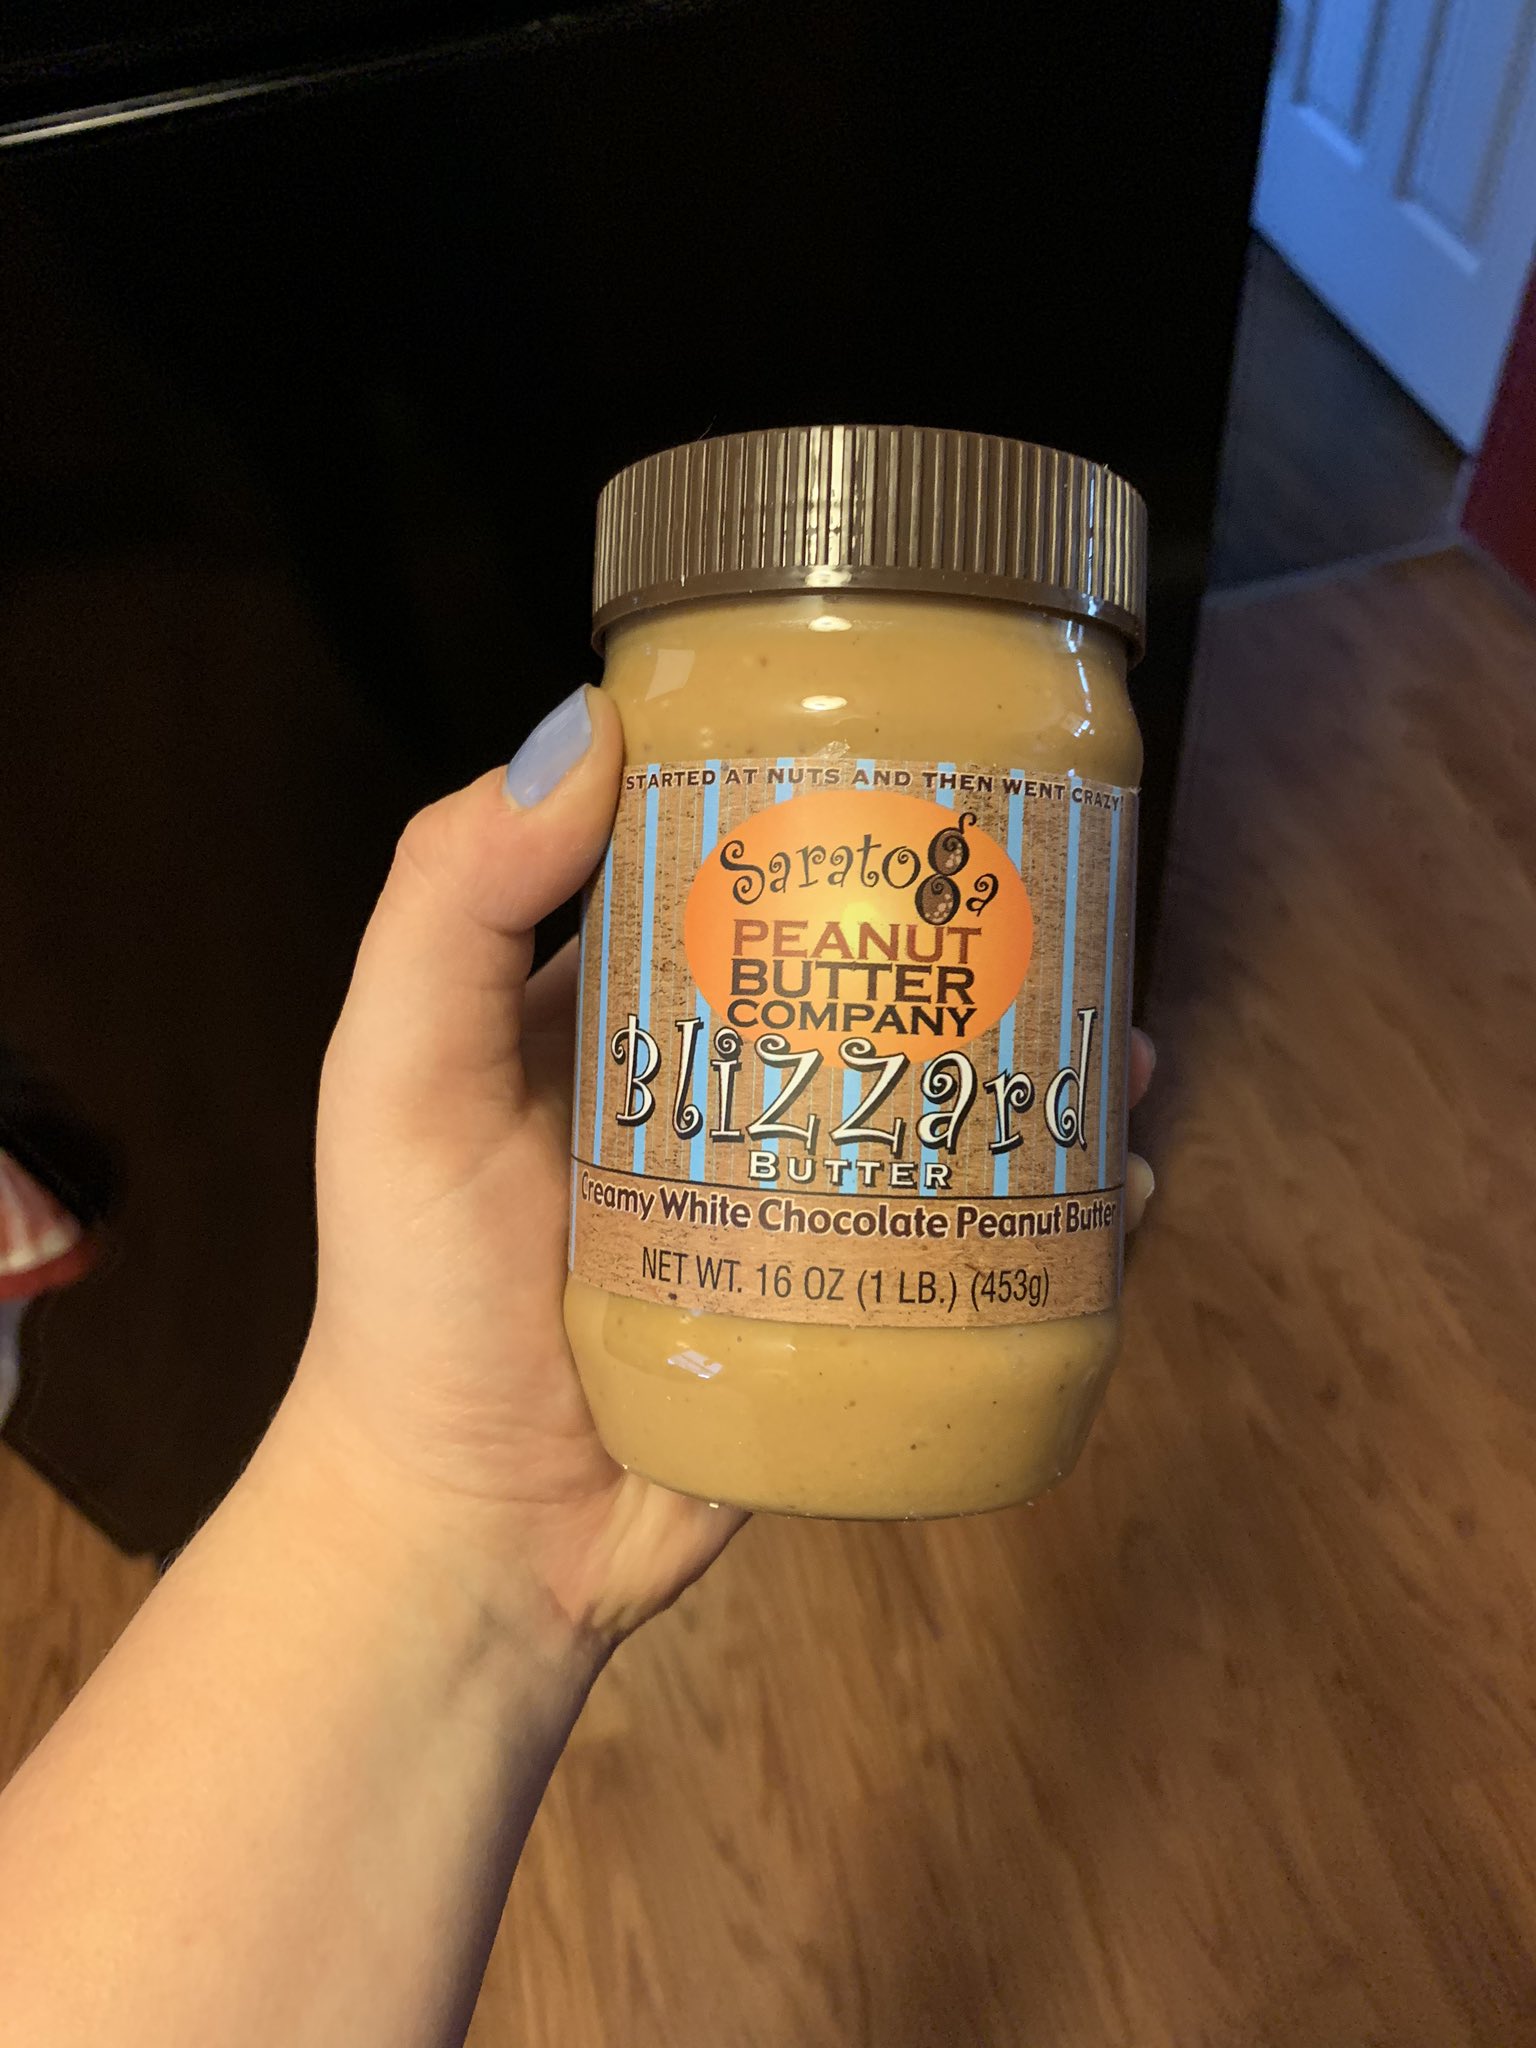 STARTED AT NUTS AND THEN WENT CRAZY!
Saratoga
PEANUT
BUTTER
COMPANY
Blizzard
BUTTER
Creamy White Chocolate Peanut Butter
NET WT. 16 OZ (1 LB.) (453g)